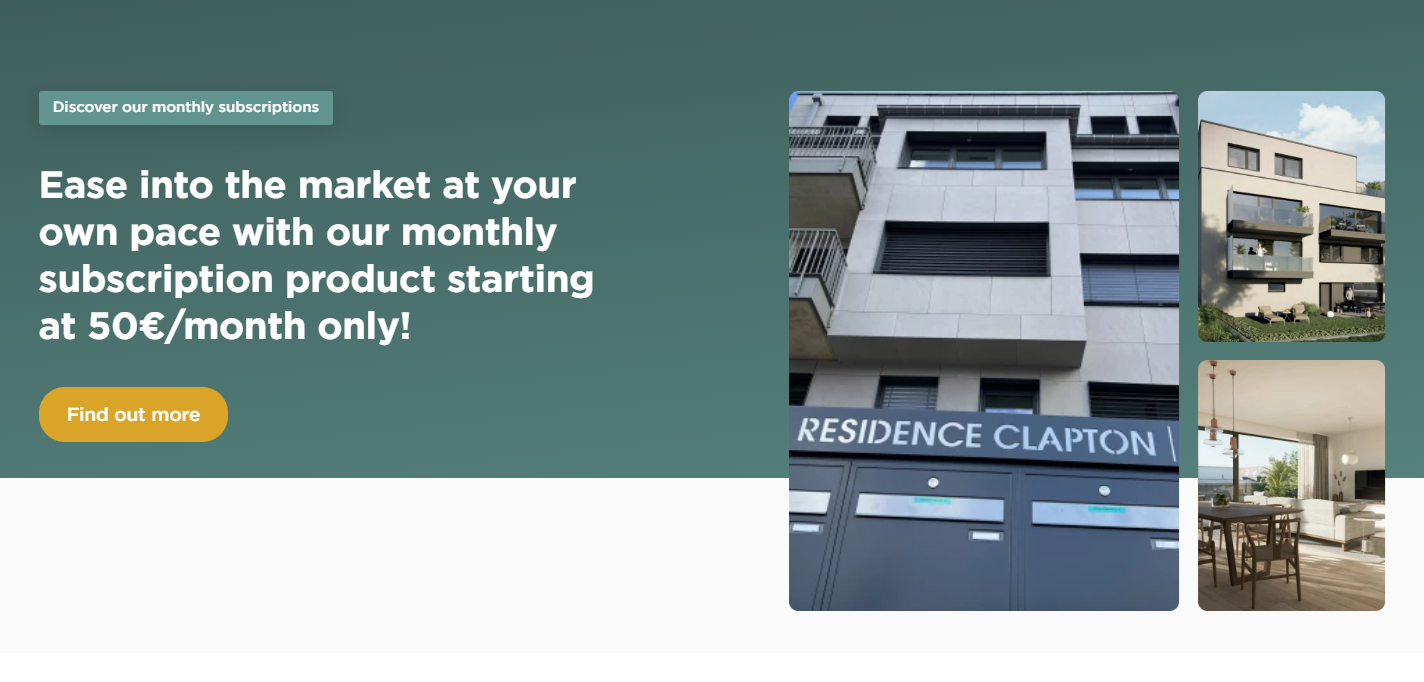 Discover our monthly subscriptions
Ease into the market at your
own pace with our monthly
subscription product starting
at 50€/month only!
Find out more
RESIDENCE CLAPTON |